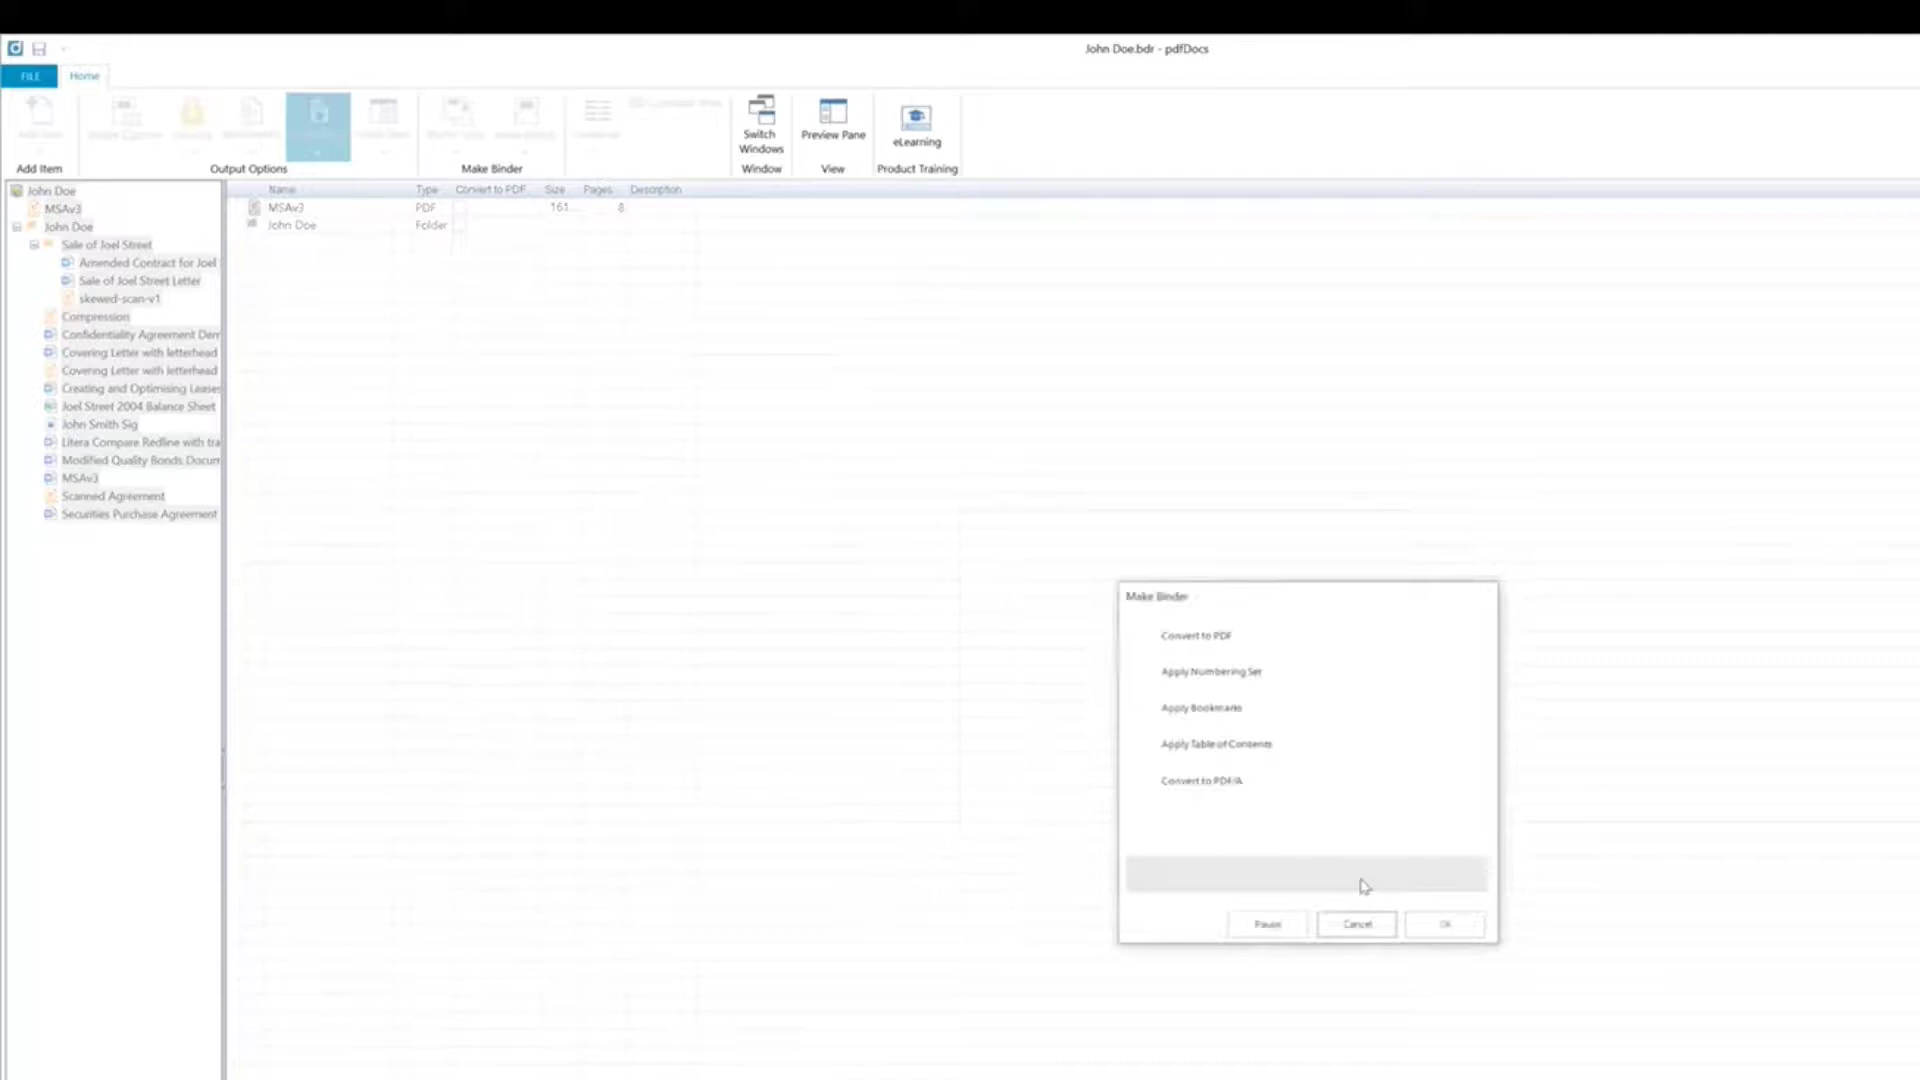 John Doe.bdr - pdfDocs
FILE Home
Switch Windows
Preview Pane
eLearning
Add Item Output Options Make Binder Window View Product Training
John Doe
MSAv3
John Doe
Sale of Joel Street
Amended Contract for Joel
Sale of Joel Street Letter
skewed-scan-v1
Compression
Confidentiality Agreement Dem
Covering Letter with letterhead
Covering Letter with letterhead
Creating and Optimising Leases
Joel Street 2004 Balance Sheet
John Smith Sig
Litera Compare Redline with tra
Modified Quality Bonds Docum
MSAv3
Scanned Agreement
Securities Purchase Agreement
Name Type Convert to PDF Size Pages Description
MSAv3 PDF 161... 8
John Doe Folder
Make Binder
Convert to PDF
Apply Numbering Set
Apply Bookmarks
Apply Table of Contents
Convert to PDF/A
Pause Cancel OK